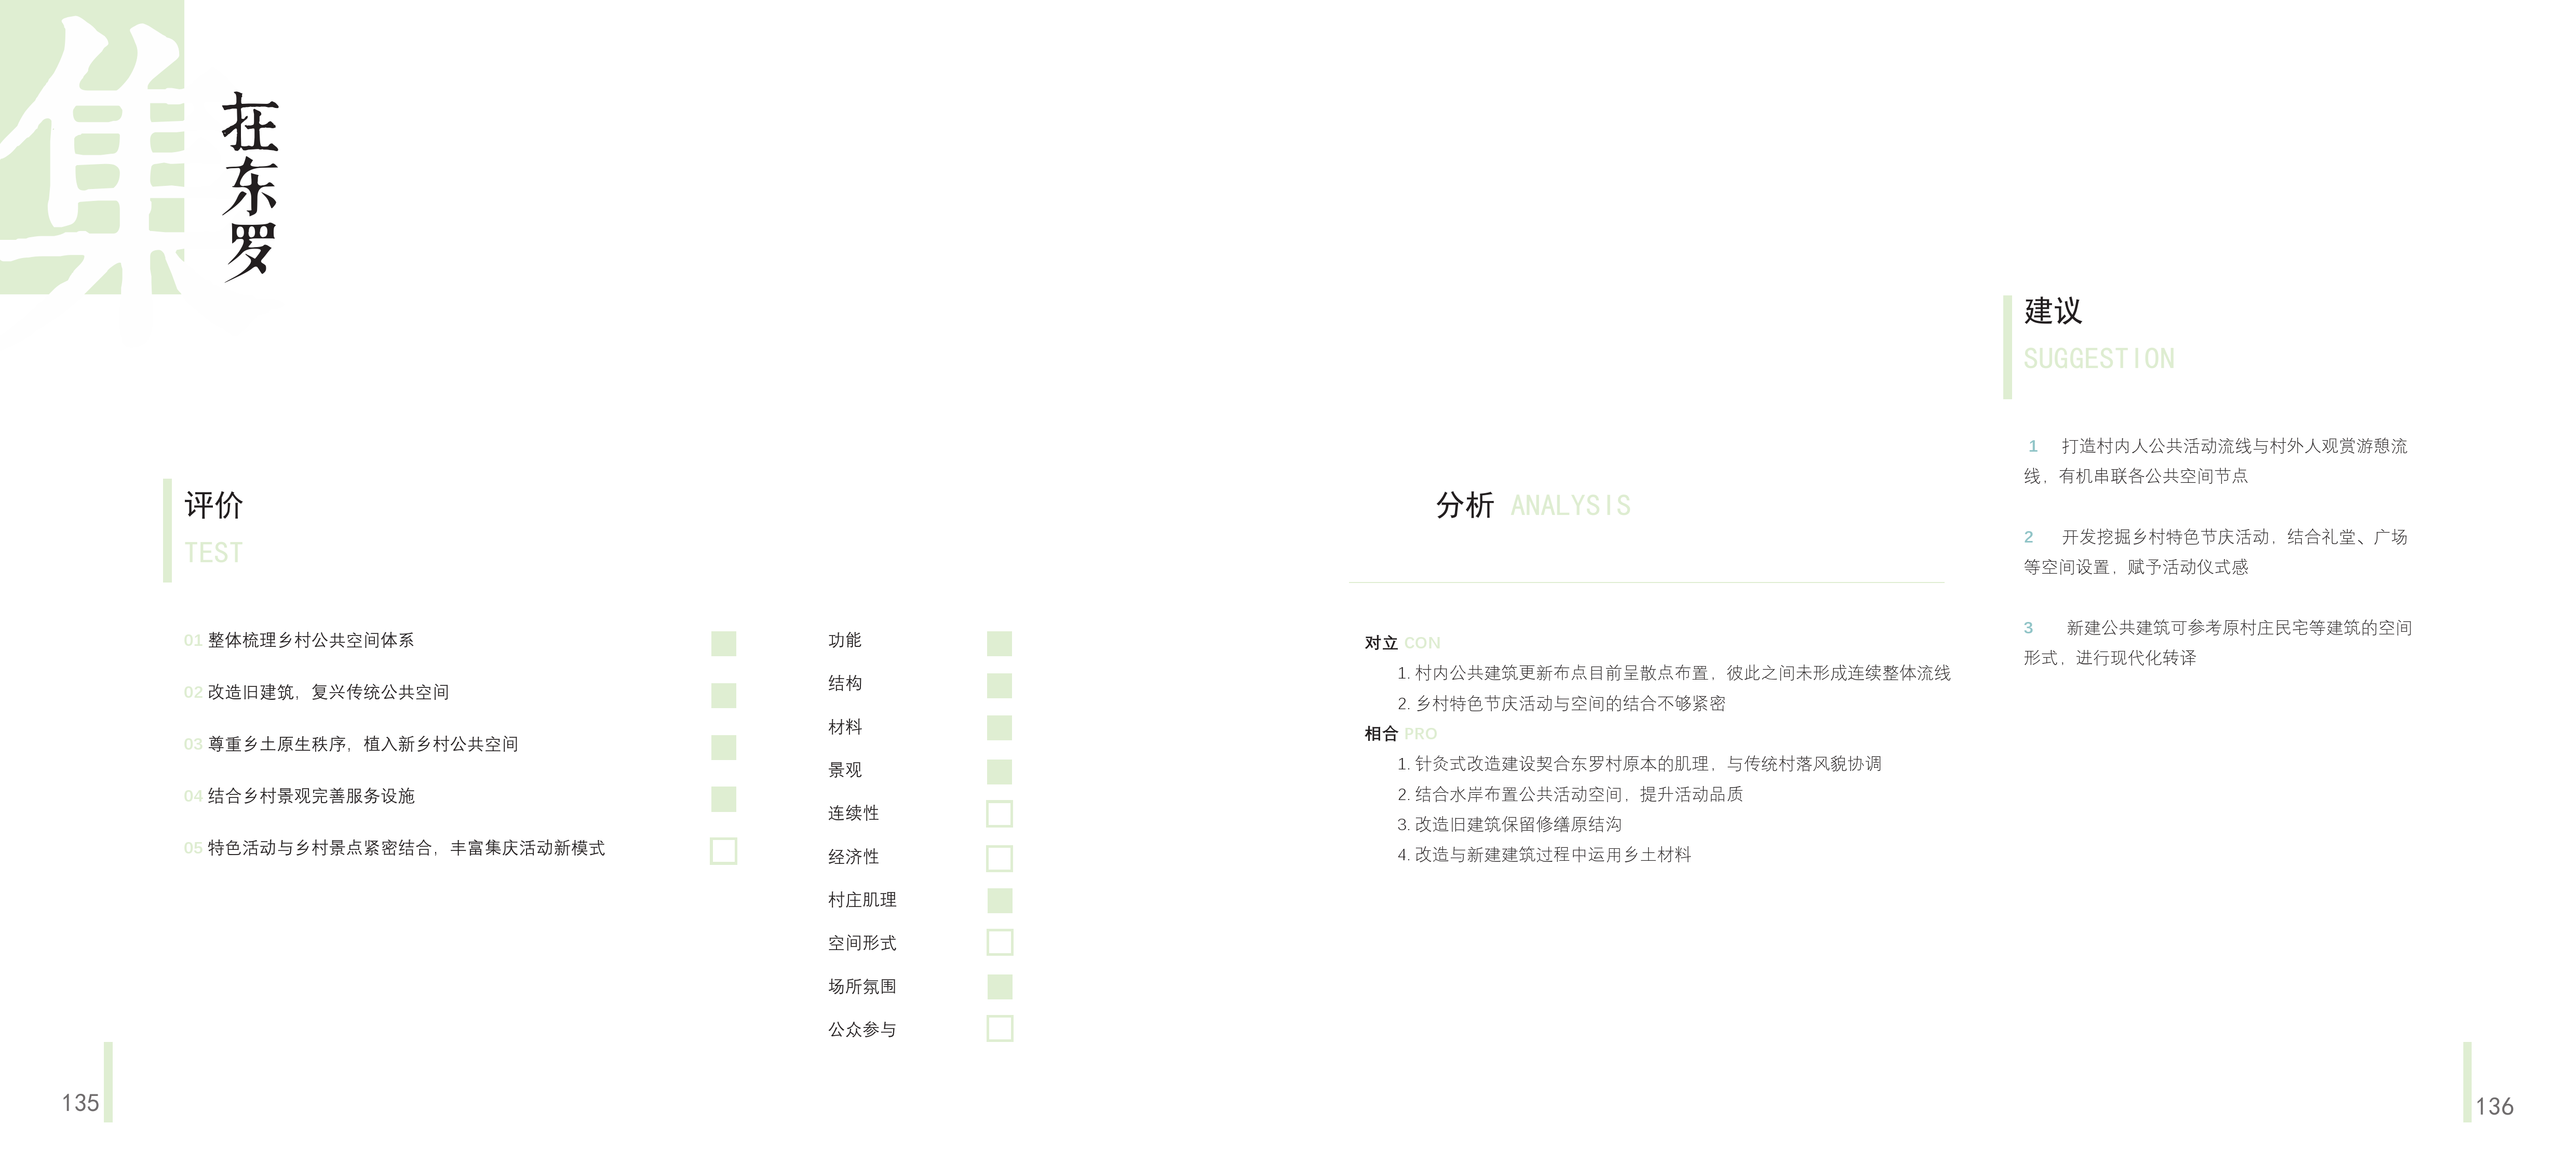 集
在东罗
评价
TEST
01 整体梳理乡村公共空间体系
02 改造旧建筑，复兴传统公共空间
03 尊重乡土原生秩序，植入新乡村公共空间
04 结合乡村景观完善服务设施
05 特色活动与乡村景点紧密结合，丰富集庆活动新模式
功能
结构
材料
景观
连续性
经济性
村庄肌理
空间形式
场所氛围
公众参与
135
分析 ANALYSIS
对立 CON
1. 村内公共建筑更新布点目前呈散点布置，彼此之间未形成连续整体流线
2. 乡村特色节庆活动与空间的结合不够紧密
相合 PRO
1. 针灸式改造建设契合东罗村原本的肌理，与传统村落风貌协调
2. 结合水岸布置公共活动空间，提升活动品质
3. 改造旧建筑保留修缮原结沟
4. 改造与新建建筑过程中运用乡土材料
建议
SUGGESTION
1 打造村内人公共活动流线与村外人观赏游憩流
线，有机串联各公共空间节点
2 开发挖掘乡村特色节庆活动，结合礼堂、广场
等空间设置，赋予活动仪式感
3 新建公共建筑可参考原村庄民宅等建筑的空间
形式，进行现代化转译
136